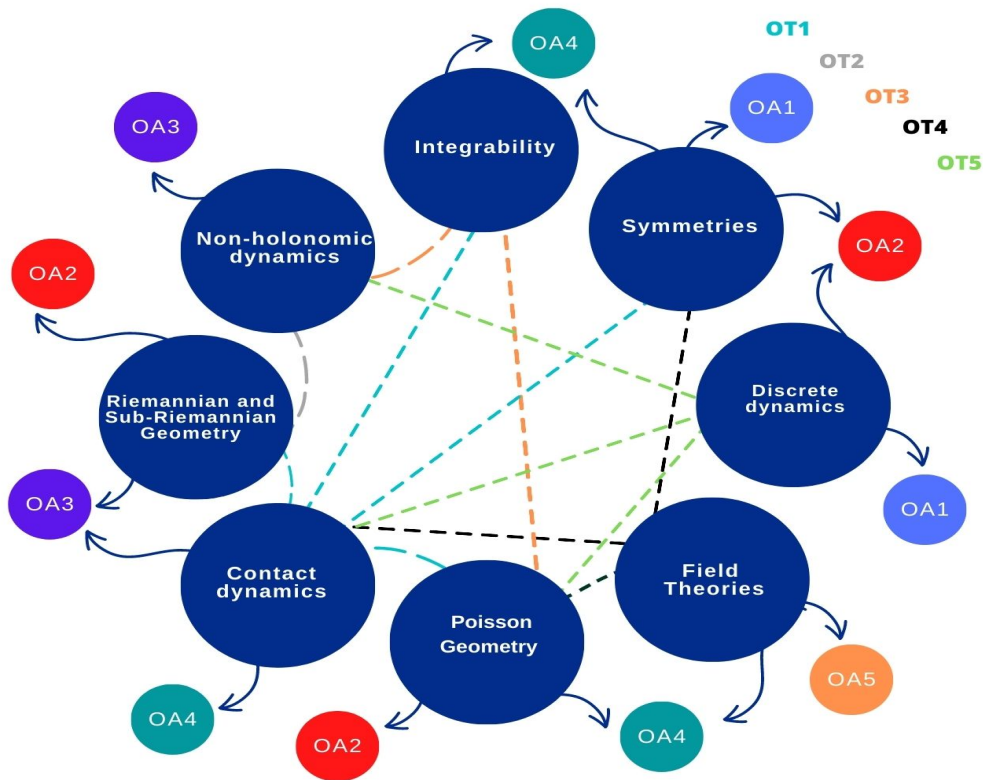 OA4
OT1
OT2
OA1
OT3
OA3
OT4
Integrability
OT5
Symmetries
Non-holonomic
dynamics
OA2
OA2
Discrete
dynamics
Riemannian and
Sub-Riemannian
Geometry
OA3
OA1
Contact
dynamics
Field
Theories
Poisson
Geometry
OA5
OA4
OA2
OA4